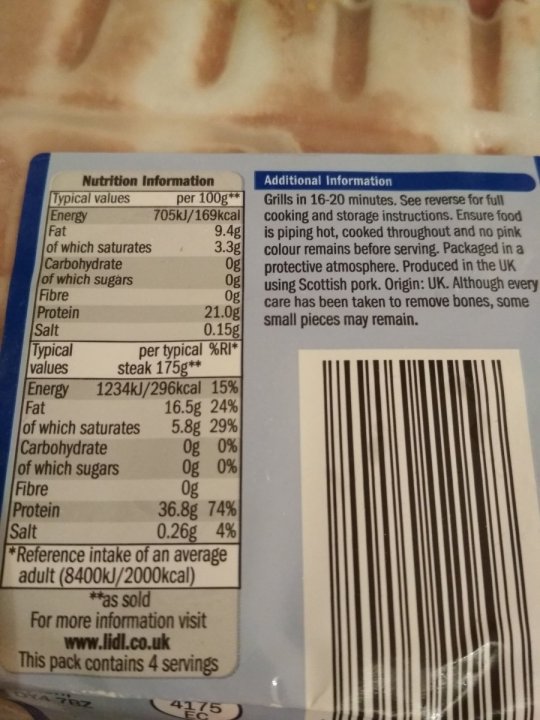 Nutrition Information
Typical values per 100g**
Energy 705kJ/169kcal
Fat 9.4g
of which saturates 3.3g
Carbohydrate 0g
of which sugars 0g
Fibre 0g
Protein 21.0g
Salt 0.15g
Typical values per typical steak 175g** %RI*
Energy 1234kJ/296kcal 15%
Fat 16.5g 24%
of which saturates 5.8g 29%
Carbohydrate 0g 0%
of which sugars 0g 0%
Fibre 0g
Protein 36.8g 74%
Salt 0.26g 4%
*Reference intake of an average
adult (8400kJ/2000kcal)
**as sold
For more information visit
www.lidl.co.uk
This pack contains 4 servings
Additional Information
Grills in 16-20 minutes. See reverse for full
cooking and storage instructions. Ensure food
is piping hot, cooked throughout and no pink
colour remains before serving. Packaged in a
protective atmosphere. Produced in the UK
using Scottish pork. Origin: UK. Although every
care has been taken to remove bones, some
small pieces may remain.
4175
EC